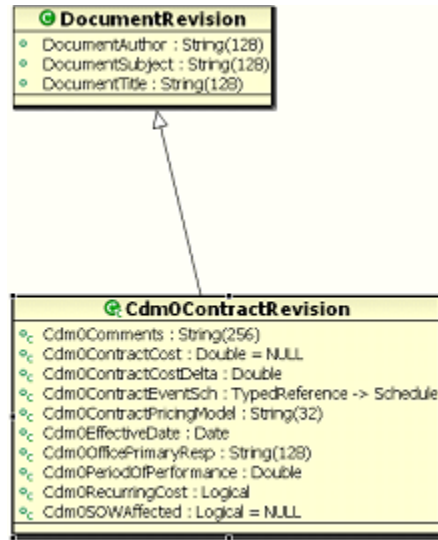 DocumentRevision
DocumentAuthor : String(128)
DocumentSubject : String(128)
DocumentTitle : String(128)
Cdm0ContractRevision
Cdm0Comments : String(256)
Cdm0ContractCost : Double = NULL
Cdm0ContractCostDelta : Double
Cdm0ContractEventSch : TypedReference -> Schedule
Cdm0ContractPricingModel : String(32)
Cdm0EffectiveDate : Date
Cdm0OfficePrimaryResp : String(128)
Cdm0PeriodOfPerformance : Double
Cdm0RecurringCost : Logical
Cdm0SOWAffected : Logical = NULL